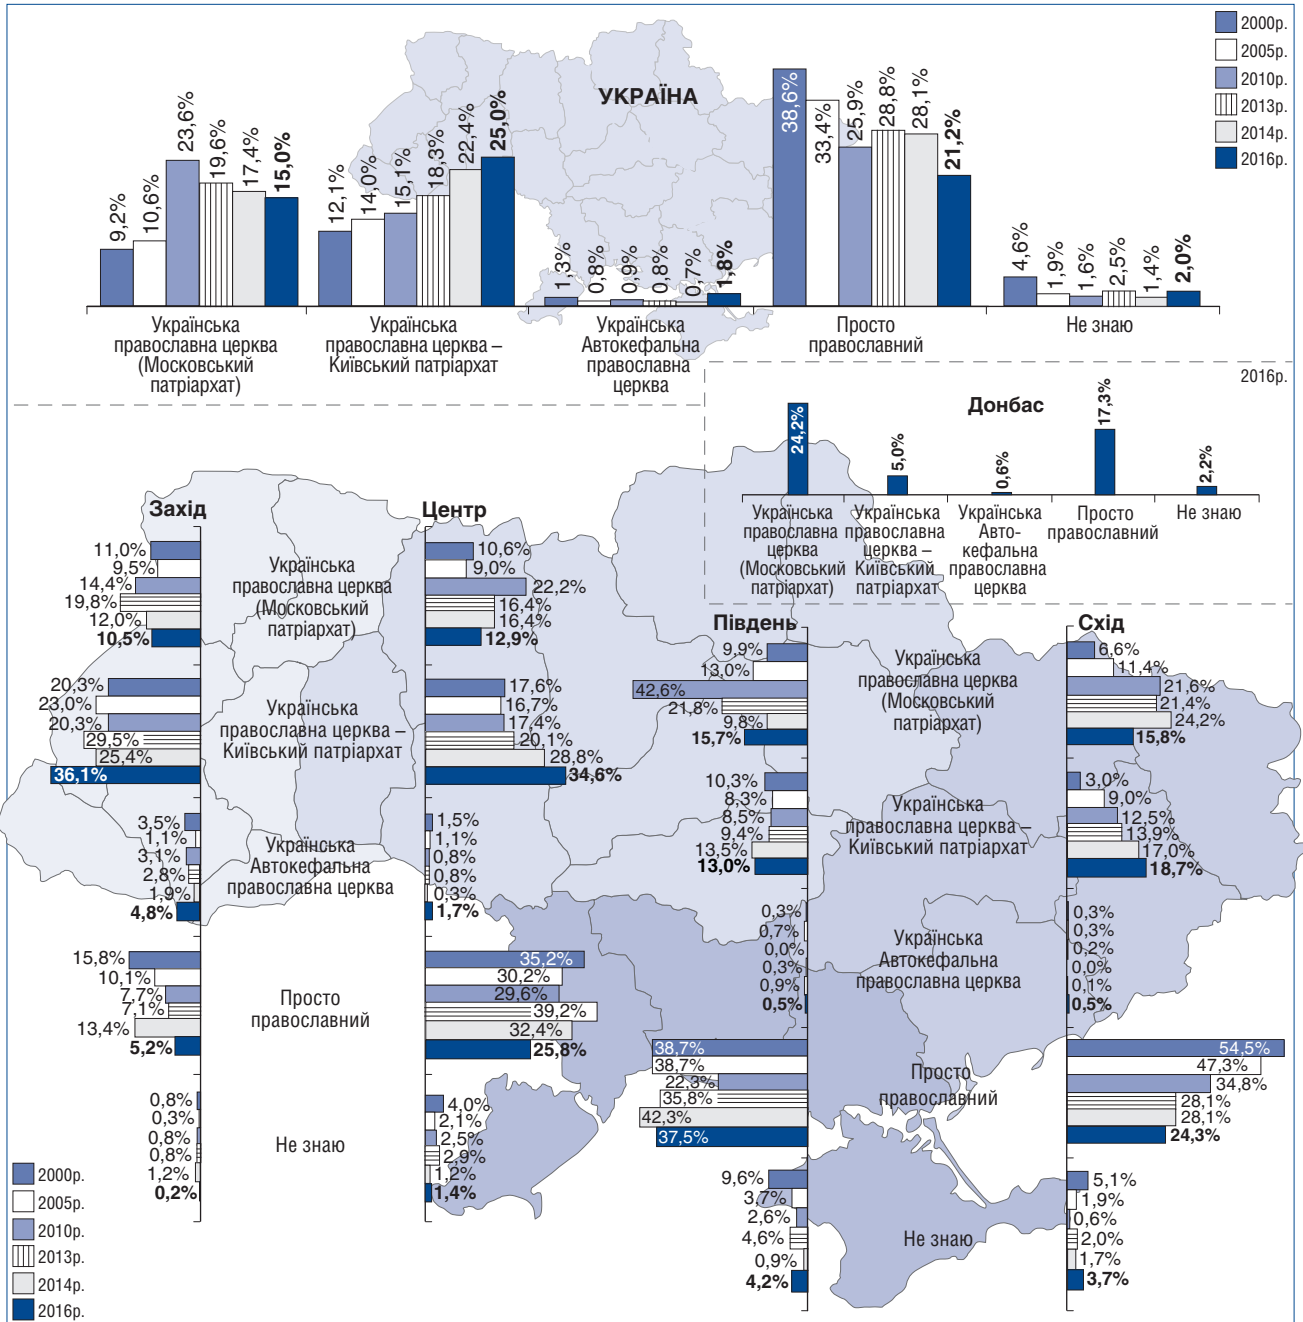 УКРАЇНА
2000р.
2005р.
2010р.
2013р.
2014р.
2016р.
9,2%
10,6%
23,6%
19,6%
17,4%
15,0%
Українська
православна церква
(Московський
патріархат)
12,1%
14,0%
15,1%
18,3%
22,4%
25,0%
Українська
православна церква –
Київський патріархат
1,3%
0,8%
0,9%
0,8%
0,7%
1,8%
Українська
Автокефальна
православна
церква
38,6%
33,4%
25,9%
28,8%
28,1%
21,2%
Просто
православний
4,6%
1,9%
1,6%
2,5%
1,4%
2,0%
Не знаю
2016р.
Донбас
24,2%
5,0%
0,6%
17,3%
2,2%
Українська
православна
церква
(Московський
патріархат)
Українська
православна
церква –
Київський
патріархат
Українська
Авто-
кефальна
православна
церква
Просто
православний
Не знаю
Захід
11,0%
9,5%
14,4%
19,8%
12,0%
10,5%
Українська
православна церква
(Московський
патріархат)
20,3%
23,0%
20,3%
29,5%
25,4%
36,1%
Українська
православна церква –
Київський патріархат
3,5%
1,1%
3,1%
2,8%
1,9%
4,8%
Українська
Автокефальна
православна церква
15,8%
10,1%
7,7%
7,1%
13,4%
5,2%
Просто
православний
0,8%
0,3%
0,8%
0,8%
1,2%
0,2%
Не знаю
Центр
10,6%
9,0%
22,2%
16,4%
16,4%
12,9%
17,6%
16,7%
17,4%
20,1%
28,8%
34,6%
1,5%
1,1%
0,8%
0,8%
0,3%
1,7%
35,2%
30,2%
29,6%
39,2%
32,4%
25,8%
4,0%
2,1%
2,5%
2,9%
1,2%
1,4%
Південь
9,9%
13,0%
42,6%
21,8%
9,8%
15,7%
Українська
православна церква
(Московський
патріархат)
10,3%
8,3%
8,5%
9,4%
13,5%
13,0%
Українська
православна церква –
Київський патріархат
0,3%
0,7%
0,0%
0,3%
0,9%
0,5%
Українська
Автокефальна
православна церква
38,7%
38,7%
22,3%
35,8%
42,3%
37,5%
Просто
православний
9,6%
3,7%
2,6%
4,6%
0,9%
4,2%
Не знаю
Схід
6,6%
11,4%
21,6%
21,4%
24,2%
15,8%
3,0%
9,0%
12,5%
13,9%
17,0%
18,7%
0,3%
0,3%
0,2%
0,0%
0,1%
0,5%
54,5%
47,3%
34,8%
28,1%
28,1%
24,3%
5,1%
1,9%
0,6%
2,0%
1,7%
3,7%
2000р.
2005р.
2010р.
2013р.
2014р.
2016р.